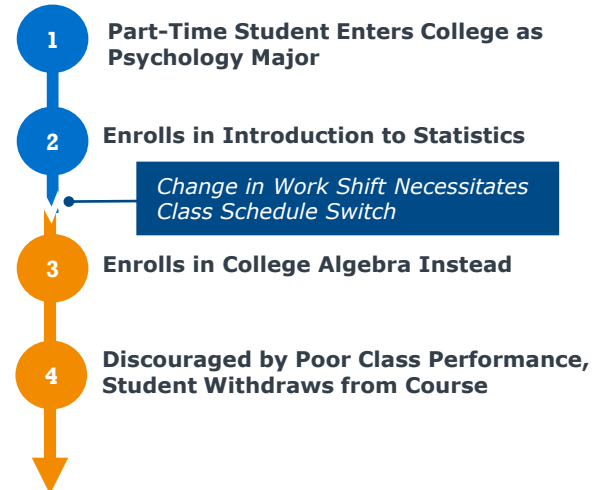 1
Part-Time Student Enters College as
Psychology Major
2
Enrolls in Introduction to Statistics
Change in Work Shift Necessitates
Class Schedule Switch
3
Enrolls in College Algebra Instead
4
Discouraged by Poor Class Performance,
Student Withdraws from Course